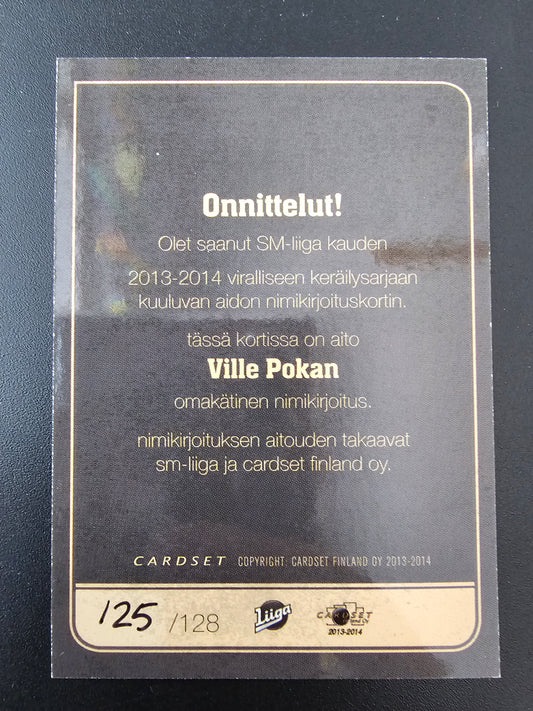 Onnittelut!
Olet saanut SM-liiga kauden
2013-2014 viralliseen keräilysarjaan
kuuluvan aidon nimikirjoituskortin.
tässä kortissa on aito
Ville Pokan
omakätinen nimikirjoitus.
nimikirjoituksen aitouden takaavat
sm-liiga ja cardset finland oy.
CARDSET COPYRIGHT: CARDSET FINLAND OY 2013-2014
125 /128 Liiga CARDSET
2013-2014